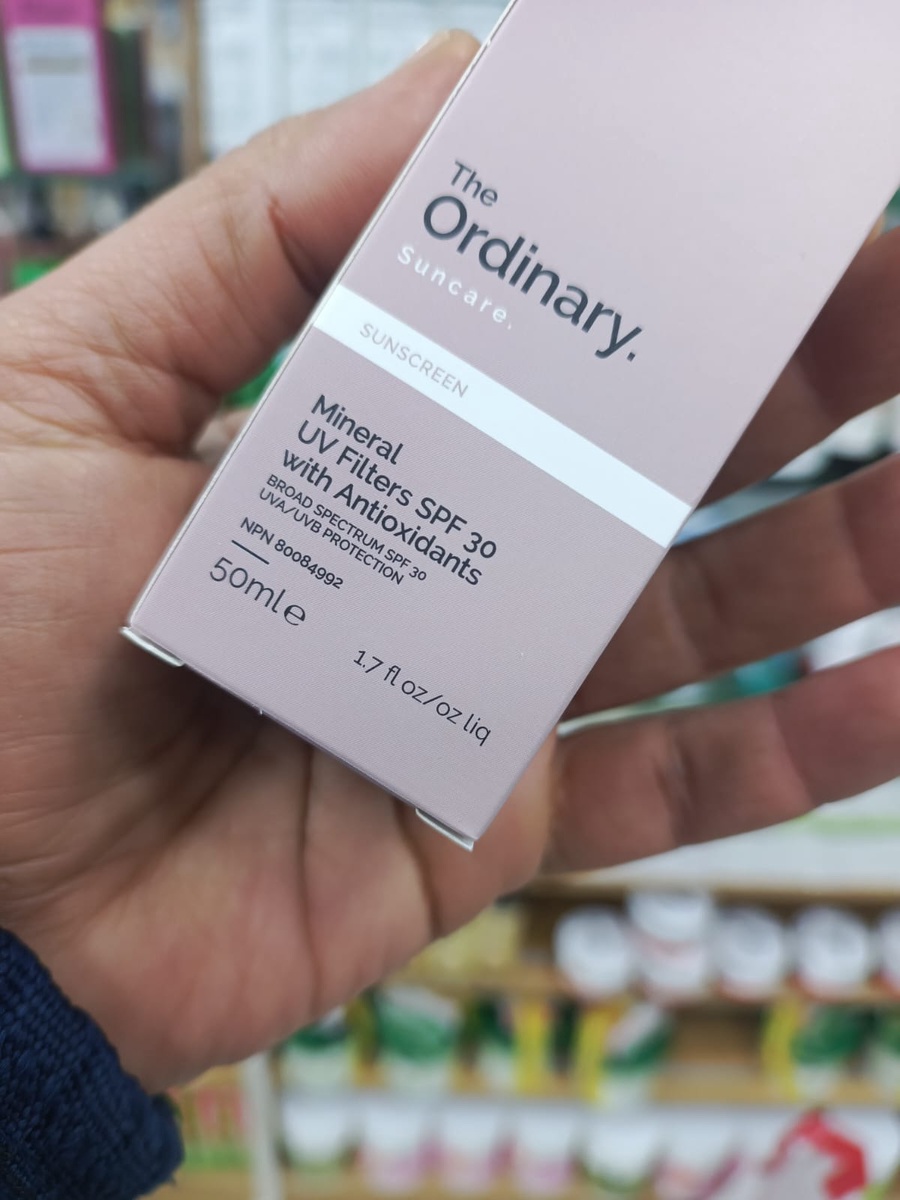 The
Ordinary.
Suncare.
SUNSCREEN
Mineral
UV Filters SPF 30
with Antioxidants
BROAD SPECTRUM SPF 30
UVA/UVB PROTECTION
NPN 80084992
50ml e
1.7 fl oz/oz liq